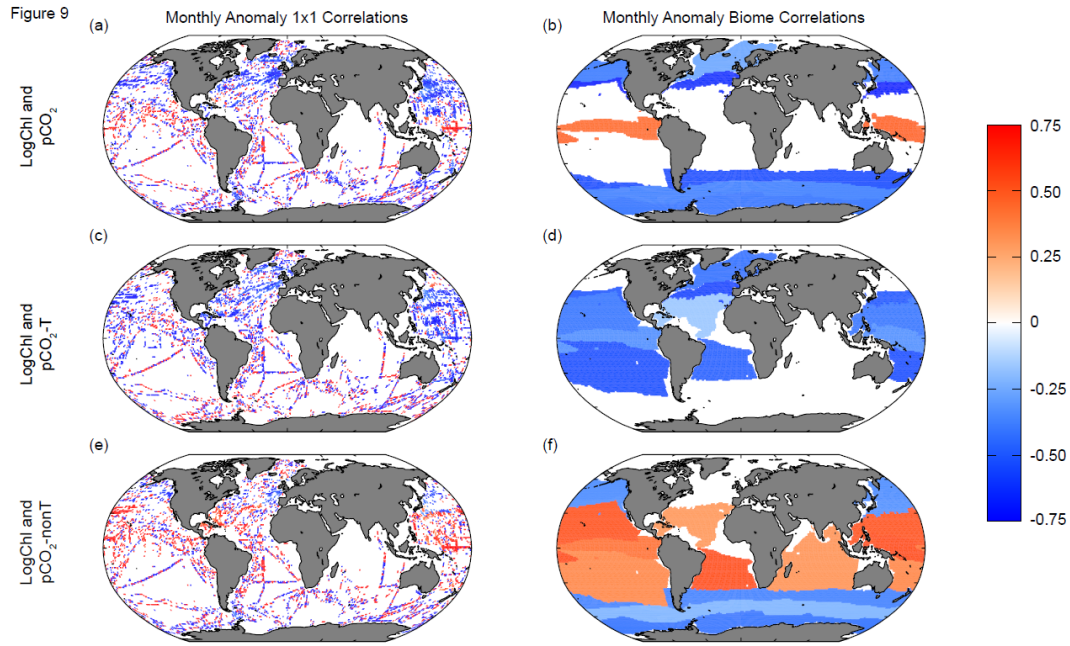 Figure 9
Monthly Anomaly 1x1 Correlations
Monthly Anomaly Biome Correlations
(a)
(b)
LogChl and
pCO₂
(c)
(d)
LogChl and
pCO₂-T
(e)
(f)
LogChl and
pCO₂-nonT
0.75
0.50
0.25
0
-0.25
-0.50
-0.75